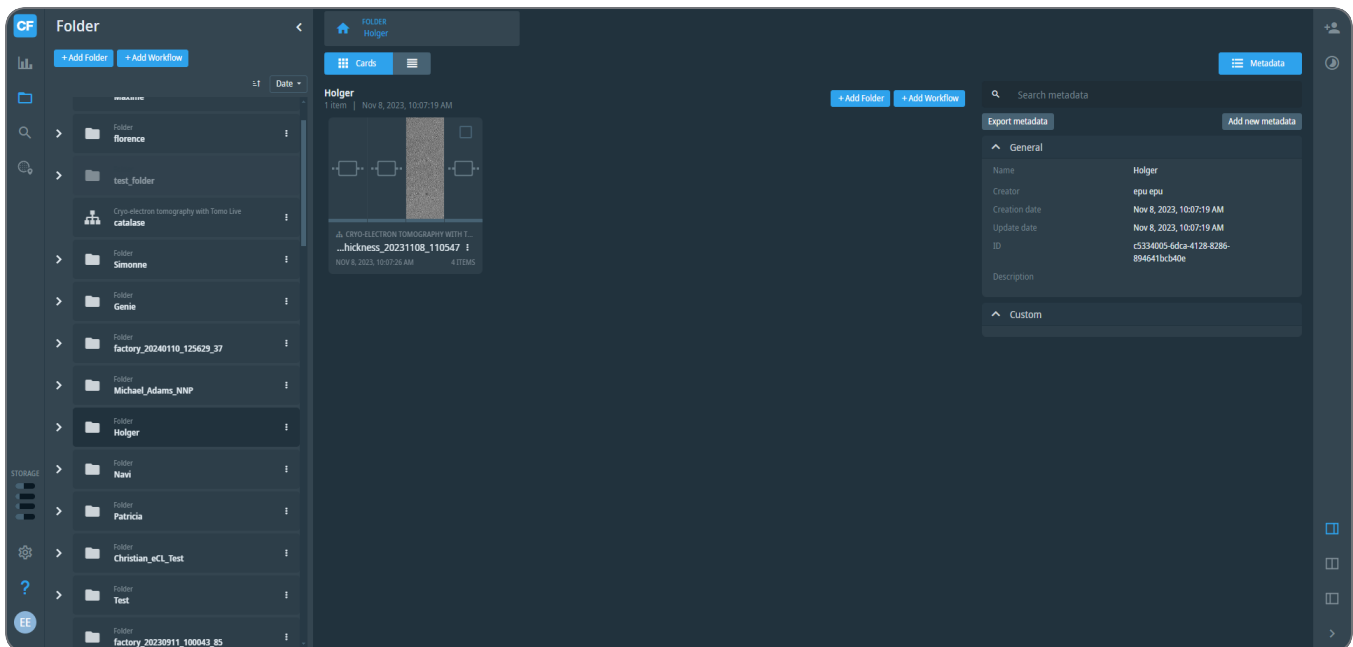 CF
Folder
+ Add Folder
+ Add Workflow
Date
Maxime
Folder
florence
test_folder
Cryo-electron tomography with Tomo Live
catalase
Folder
Simonne
Folder
Genie
Folder
factory_20240110_125629_37
Folder
Michael_Adams_NNP
Folder
Holger
Folder
Navi
Folder
Patricia
Folder
Christian_eCL_Test
Folder
Test
Folder
factory_20230911_100043_85
STORAGE
?
EE
FOLDER
Holger
Cards
Metadata
Holger
1 item | Nov 8, 2023, 10:07:19 AM
+ Add Folder
+ Add Workflow
CRYO-ELECTRON TOMOGRAPHY WITH T...
...hickness_20231108_110547
NOV 8, 2023, 10:07:26 AM
4 ITEMS
Search metadata
Export metadata
Add new metadata
General
Name Holger
Creator epu epu
Creation date Nov 8, 2023, 10:07:19 AM
Update date Nov 8, 2023, 10:07:19 AM
ID c5334005-6dca-4128-8286-
894641bcb40e
Description
Custom